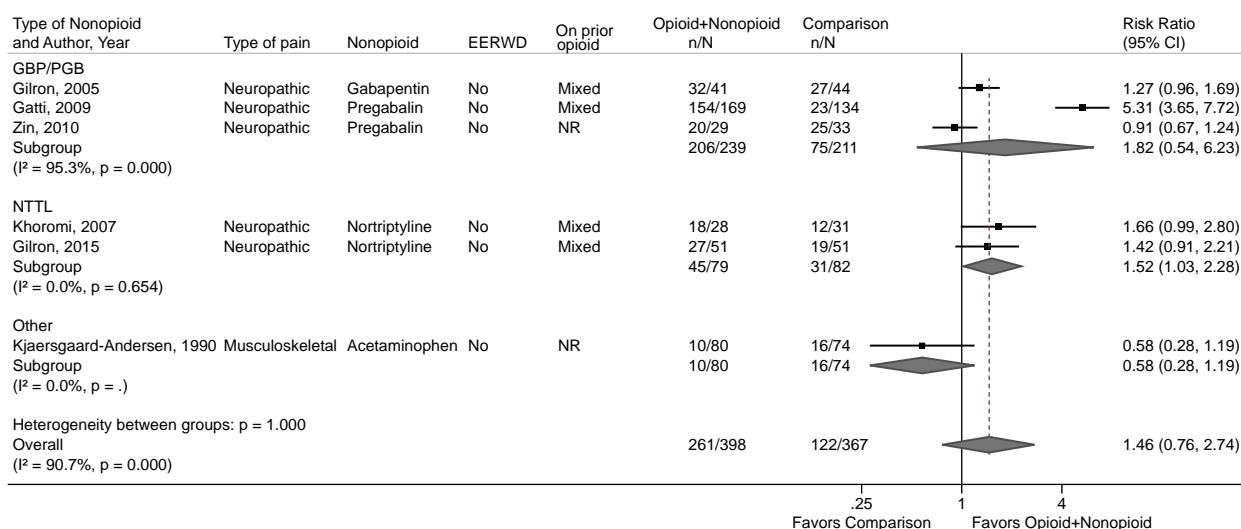 Type of Nonopioid and Author, Year Type of pain Nonopioid EERWD On prior opioid Opioid+Nonopioid n/N Comparison n/N Risk Ratio (95% CI)
GBP/PGB
Gilron, 2005 Neuropathic Gabapentin No Mixed 32/41 27/44 1.27 (0.96, 1.69)
Gatti, 2009 Neuropathic Pregabalin No Mixed 154/169 23/134 5.31 (3.65, 7.72)
Zin, 2010 Neuropathic Pregabalin No NR 20/29 25/33 0.91 (0.67, 1.24)
Subgroup 206/239 75/211 1.82 (0.54, 6.23)
(I² = 95.3%, p = 0.000)
NTTL
Khoromi, 2007 Neuropathic Nortriptyline No Mixed 18/28 12/31 1.66 (0.99, 2.80)
Gilron, 2015 Neuropathic Nortriptyline No Mixed 27/51 19/51 1.42 (0.91, 2.21)
Subgroup 45/79 31/82 1.52 (1.03, 2.28)
(I² = 0.0%, p = 0.654)
Other
Kjaersgaard-Andersen, 1990 Musculoskeletal Acetaminophen No NR 10/80 16/74 0.58 (0.28, 1.19)
Subgroup 10/80 16/74 0.58 (0.28, 1.19)
(I² = 0.0%, p = .)
Heterogeneity between groups: p = 1.000
Overall 261/398 122/367 1.46 (0.76, 2.74)
(I² = 90.7%, p = 0.000)
.25 1 4
Favors Comparison Favors Opioid+Nonopioid